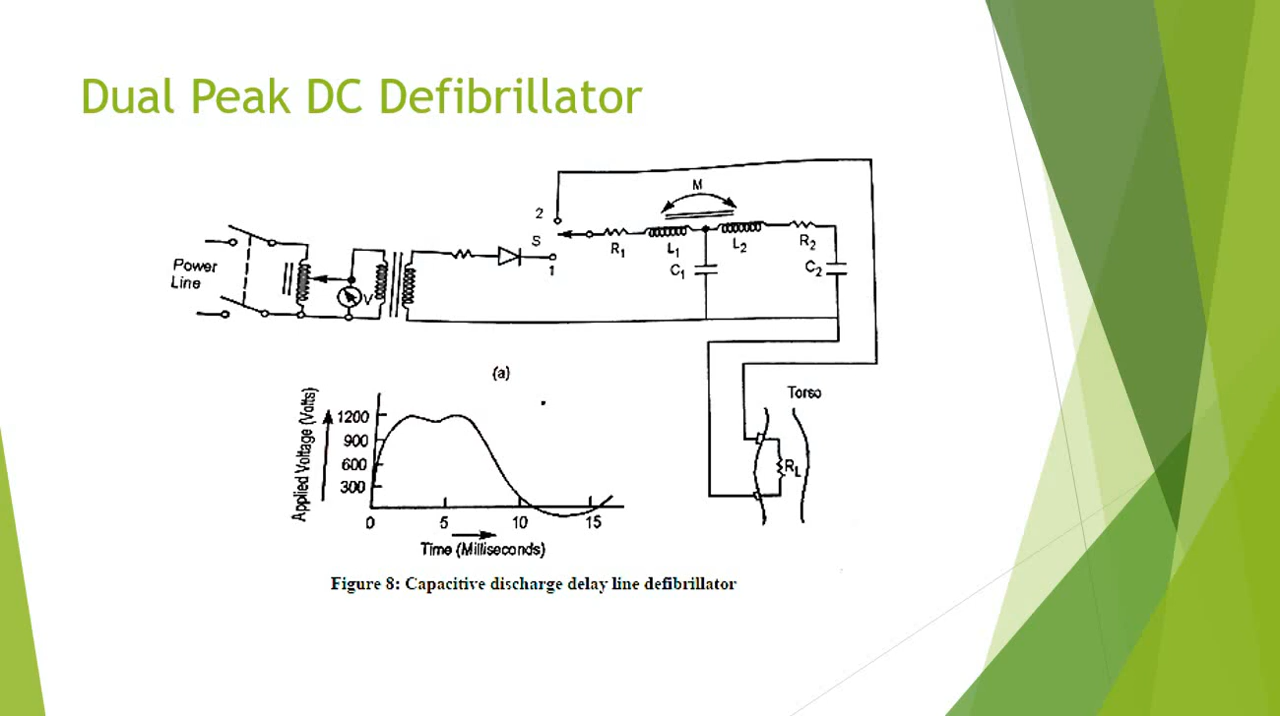 Dual Peak DC Defibrillator
M
2
S
R1
L1
L2
R2
Power
Line
V
1
C1
C2
(a)
Torso
Applied Voltage (Volts)
1200
900
600
300
RL
0
5
10
15
Time (Milliseconds)
Figure 8: Capacitive discharge delay line defibrillator